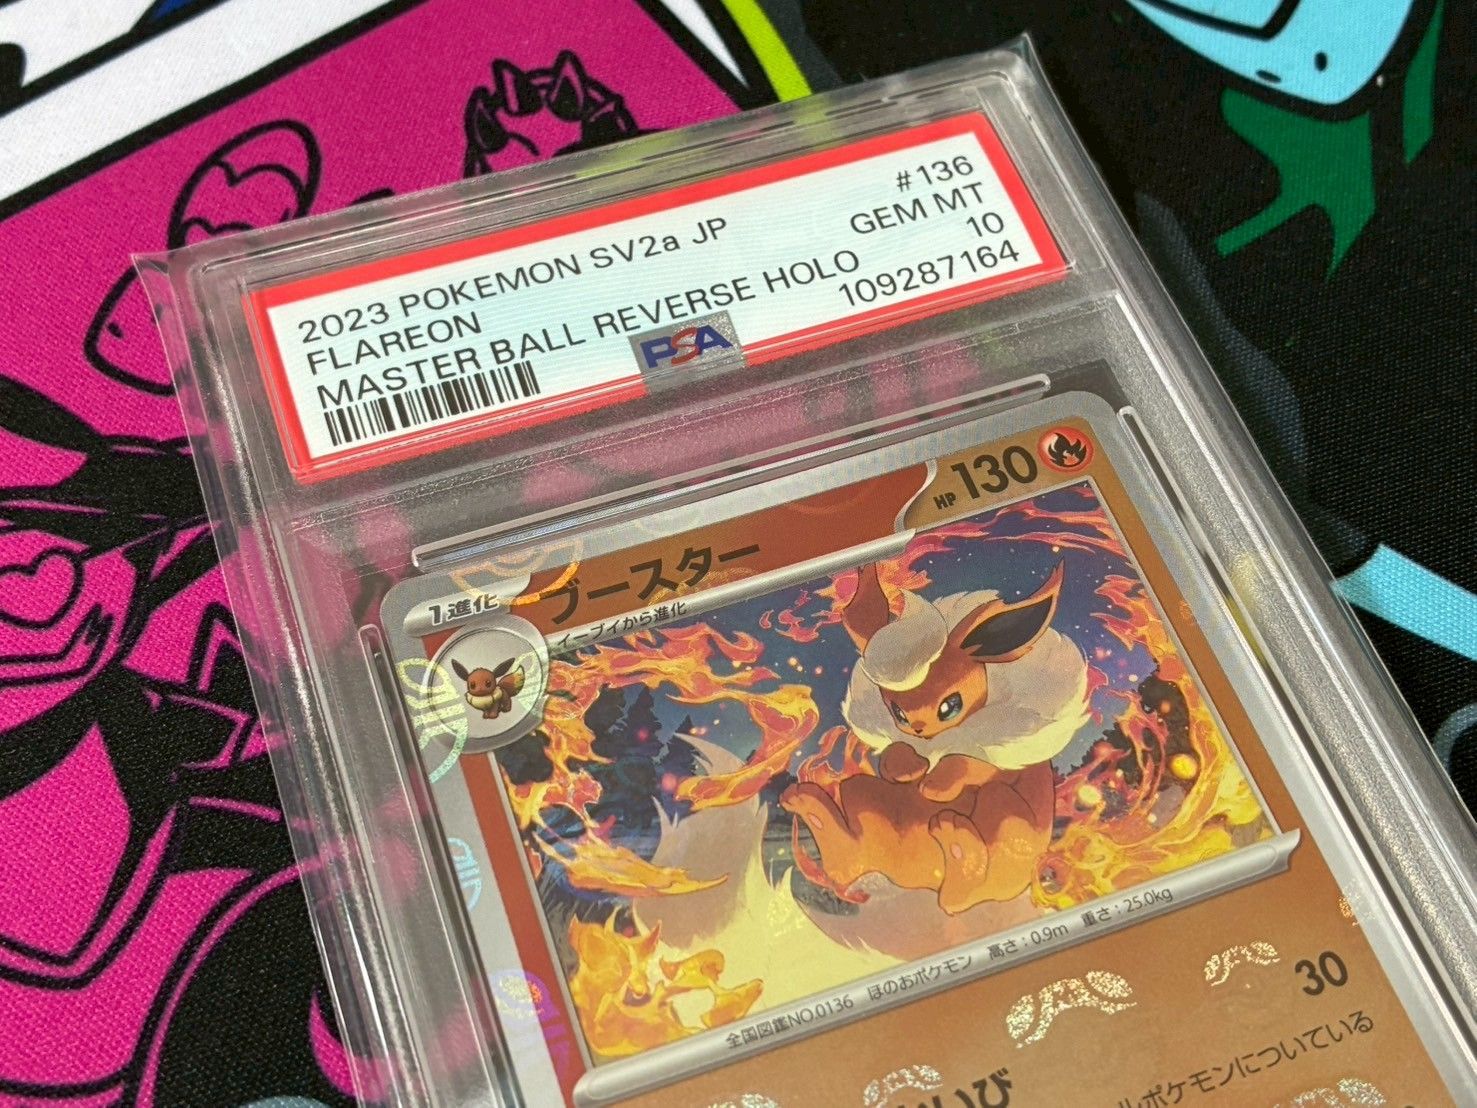 2023 POKEMON SV2a JP #136
FLAREON GEM MT
MASTER BALL REVERSE HOLO 10
109287164
PSA
1進化
ブースター
HP 130
イーブイから進化
全国図鑑NO.0136 ほのおポケモン 高さ:0.9m 重さ:25.0kg
30
ポケモンについている